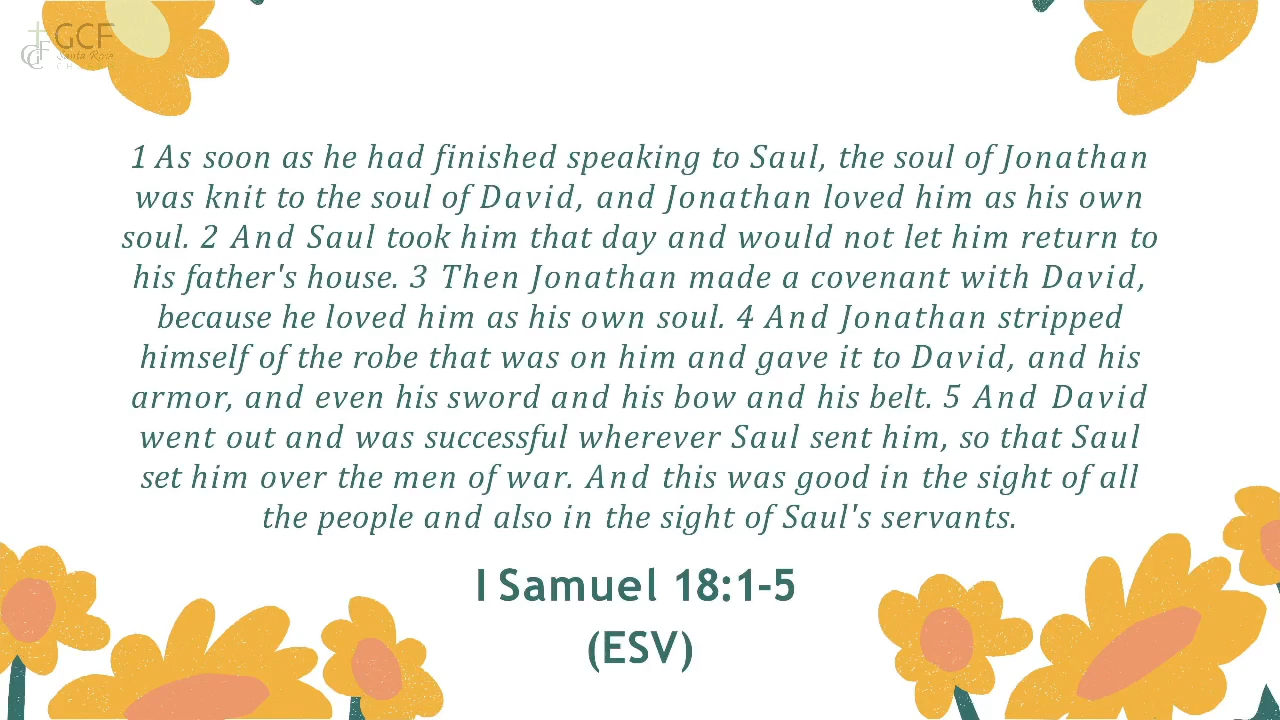 GCF
Santa Rosa
1 As soon as he had finished speaking to Saul, the soul of Jonathan
was knit to the soul of David, and Jonathan loved him as his own
soul. 2 And Saul took him that day and would not let him return to
his father's house. 3 Then Jonathan made a covenant with David,
because he loved him as his own soul. 4 And Jonathan stripped
himself of the robe that was on him and gave it to David, and his
armor, and even his sword and his bow and his belt. 5 And David
went out and was successful wherever Saul sent him, so that Saul
set him over the men of war. And this was good in the sight of all
the people and also in the sight of Saul's servants.
I Samuel 18:1-5
(ESV)